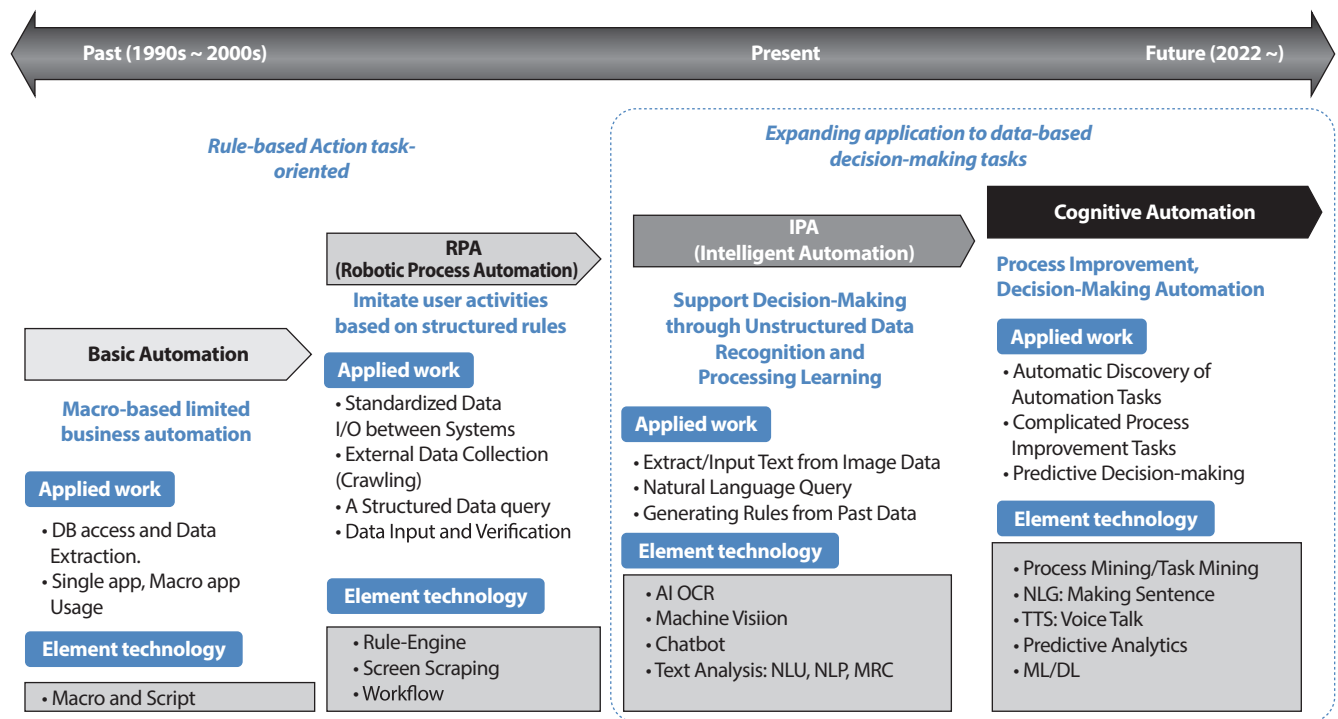 Past (1990s ~ 2000s)
Present
Future (2022 ~)
Rule-based Action task-
oriented
Expanding application to data-based
decision-making tasks
Basic Automation
Macro-based limited
business automation
Applied work
• DB access and Data
Extraction.
• Single app, Macro app
Usage
Element technology
• Macro and Script
RPA
(Robotic Process Automation)
Imitate user activities
based on structured rules
Applied work
• Standardized Data
I/O between Systems
• External Data Collection
(Crawling)
• A Structured Data query
• Data Input and Verification
Element technology
• Rule-Engine
• Screen Scraping
• Workflow
IPA
(Intelligent Automation)
Support Decision-Making
through Unstructured Data
Recognition and
Processing Learning
Applied work
• Extract/Input Text from Image Data
• Natural Language Query
• Generating Rules from Past Data
Element technology
• AI OCR
• Machine Visiion
• Chatbot
• Text Analysis: NLU, NLP, MRC
Cognitive Automation
Process Improvement,
Decision-Making Automation
Applied work
• Automatic Discovery of
Automation Tasks
• Complicated Process
Improvement Tasks
• Predictive Decision-making
Element technology
• Process Mining/Task Mining
• NLG: Making Sentence
• TTS: Voice Talk
• Predictive Analytics
• ML/DL